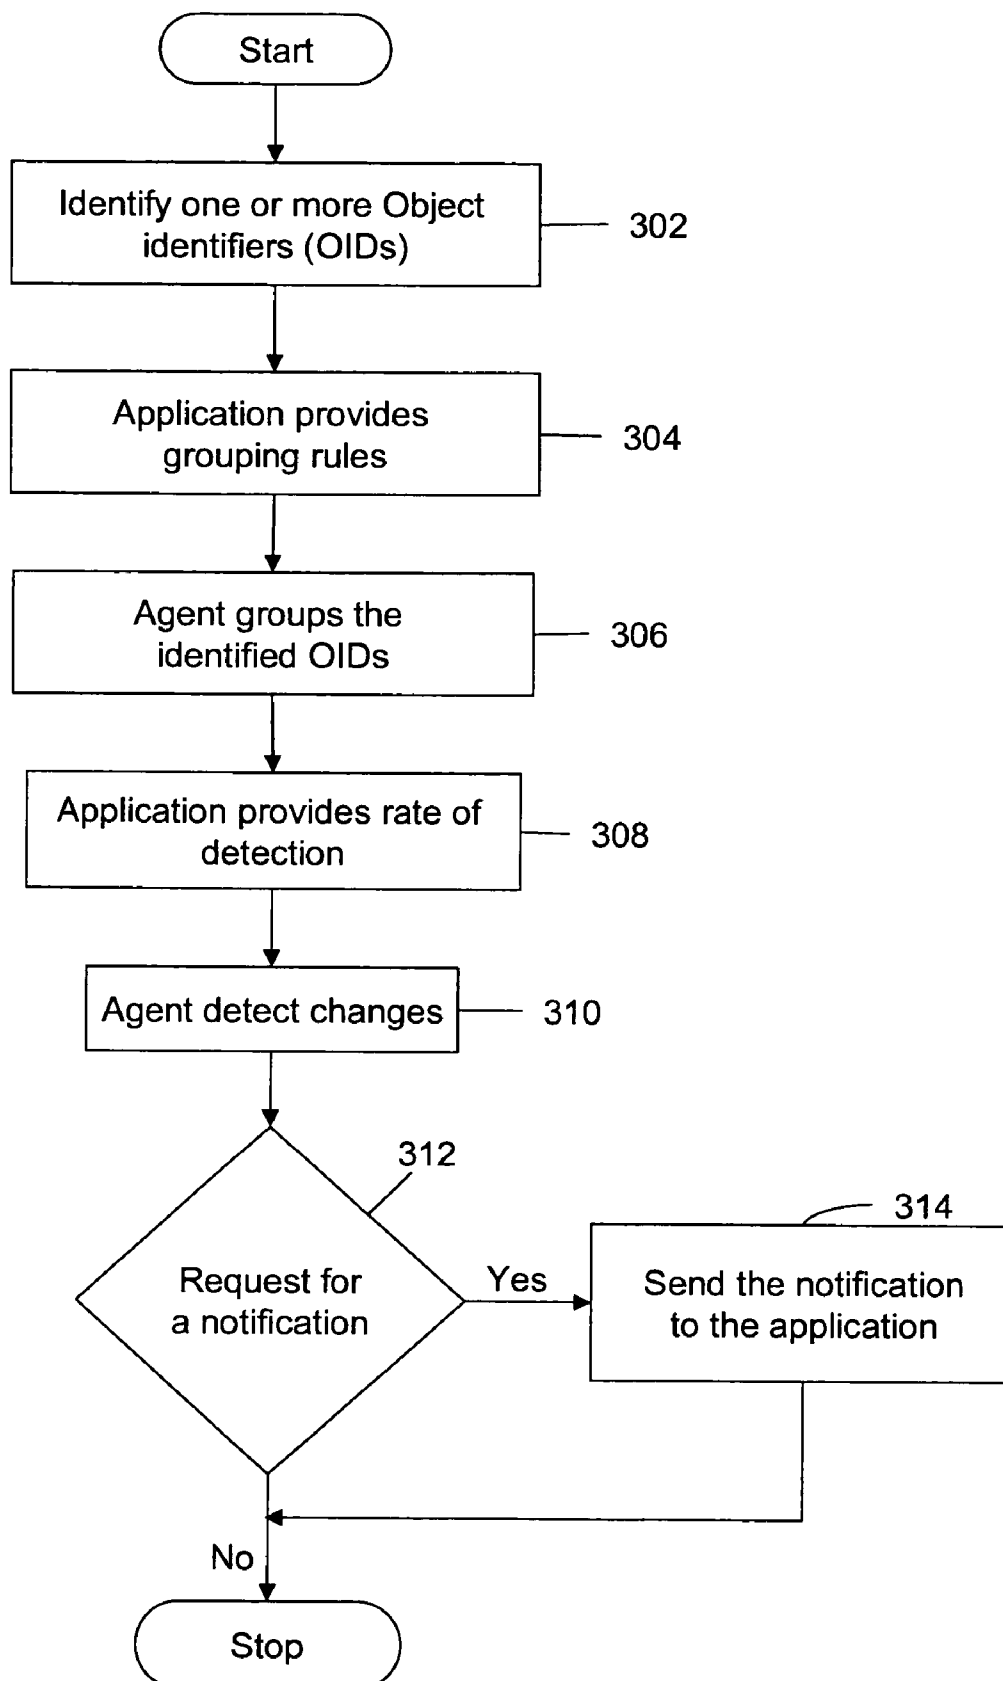 Start
Identify one or more Object
identifiers (OIDs)
302
Application provides
grouping rules
304
Agent groups the
identified OIDs
306
Application provides rate of
detection
308
Agent detect changes
310
312
Request for
a notification
Yes
314
Send the notification
to the application
No
Stop